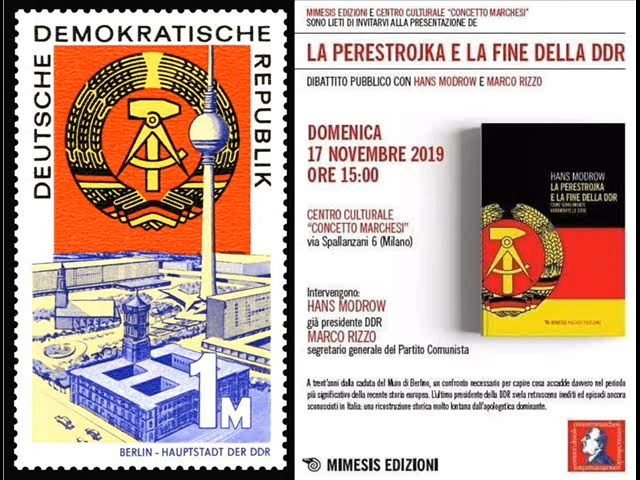 DEUTSCHE
DEMOKRATISCHE
REPUBLIK
1M
BERLIN - HAUPTSTADT DER DDR
MIMESIS EDIZIONI E CENTRO CULTURALE “CONCETTO MARCHESI”
SONO LIETI DI INVITARVI ALLA PRESENTAZIONE DE
LA PERESTROJKA E LA FINE DELLA DDR
DIBATTITO PUBBLICO CON HANS MODROW E MARCO RIZZO
DOMENICA
17 NOVEMBRE 2019
ORE 15:00
CENTRO CULTURALE
“CONCETTO MARCHESI”
via Spallanzani 6 (Milano)
HANS MODROW
LA PERESTROJKA
E LA FINE DELLA DDR
COME SONO ANDATE
VERAMENTE LE COSE
MIMESIS
Intervengono:
HANS MODROW
già presidente DDR
MARCO RIZZO
segretario generale del Partito Comunista
A trent'anni dalla caduta del Muro di Berlino, un confronto necessario per capire cosa accadde davvero nel periodo
più significativo della recente storia europea. L'ultimo presidente della DDR svela retroscena inediti ed episodi ancora
sconosciuti in Italia: una ricostruzione storica molto lontana dall'apologetica dominante.
MIMESIS EDIZIONI